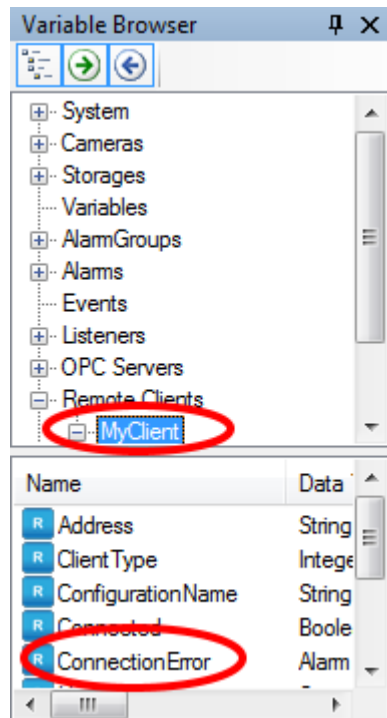 Variable Browser
System
Cameras
Storages
Variables
AlarmGroups
Alarms
Events
Listeners
OPC Servers
Remote Clients
MyClient
Name Data
R Address String
R ClientType Intege
R ConfigurationName String
R Connected Boole
R ConnectionError Alarm